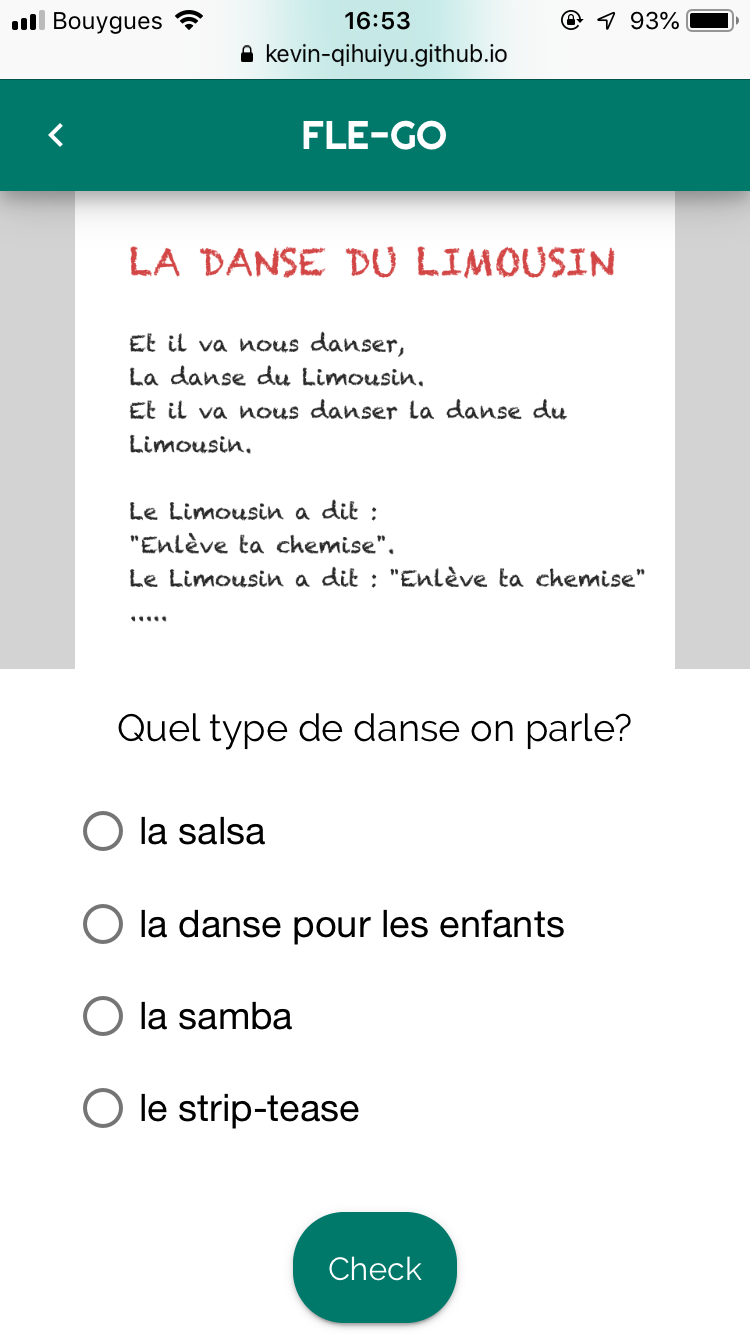 Bouygues 16:53 93%
kevin-qihuiyu.github.io
FLE-GO
LA DANSE DU LIMOUSIN
Et il va nous danser,
La danse du Limousin.
Et il va nous danser la danse du
Limousin.
Le Limousin a dit :
"Enlève ta chemise".
Le Limousin a dit : "Enlève ta chemise"
.....
Quel type de danse on parle?
la salsa
la danse pour les enfants
la samba
le strip-tease
Check